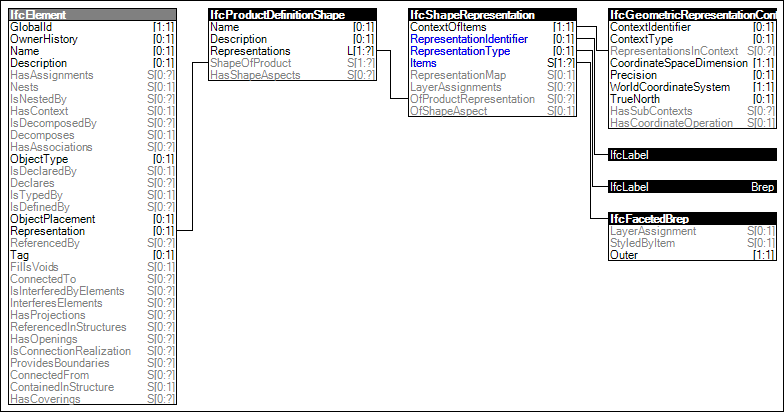 IfcElement
GlobalId [1:1]
OwnerHistory [0:1]
Name [0:1]
Description [0:1]
HasAssignments S[0:?]
Nests S[0:1]
IsNestedBy S[0:?]
HasContext S[0:1]
IsDecomposedBy S[0:?]
Decomposes S[0:1]
HasAssociations S[0:?]
ObjectType [0:1]
IsDeclaredBy S[0:1]
Declares S[0:?]
IsTypedBy S[0:1]
IsDefinedBy S[0:?]
ObjectPlacement [0:1]
Representation [0:1]
ReferencedBy S[0:?]
Tag [0:1]
FillsVoids S[0:1]
ConnectedTo S[0:?]
IsInterferedByElements S[0:?]
InterferesElements S[0:?]
HasProjections S[0:?]
ReferencedInStructures S[0:?]
HasOpenings S[0:?]
IsConnectionRealization S[0:?]
ProvidesBoundaries S[0:?]
ConnectedFrom S[0:?]
ContainedInStructure S[0:1]
HasCoverings S[0:?]
IfcProductDefinitionShape
Name [0:1]
Description [0:1]
Representations L[1:?]
ShapeOfProduct S[1:?]
HasShapeAspects S[0:?]
IfcShapeRepresentation
ContextOfItems [1:1]
RepresentationIdentifier [0:1]
RepresentationType [0:1]
Items S[1:?]
RepresentationMap S[0:1]
LayerAssignments S[0:?]
OfProductRepresentation S[0:?]
OfShapeAspect S[0:1]
IfcGeometricRepresentationCon
ContextIdentifier [0:1]
ContextType [0:1]
RepresentationsInContext S[0:?]
CoordinateSpaceDimension [1:1]
Precision [0:1]
WorldCoordinateSystem [1:1]
TrueNorth [0:1]
HasSubContexts S[0:?]
HasCoordinateOperation S[0:1]
IfcLabel
IfcLabel Brep
IfcFacetedBrep
LayerAssignment S[0:1]
StyledByItem S[0:1]
Outer [1:1]